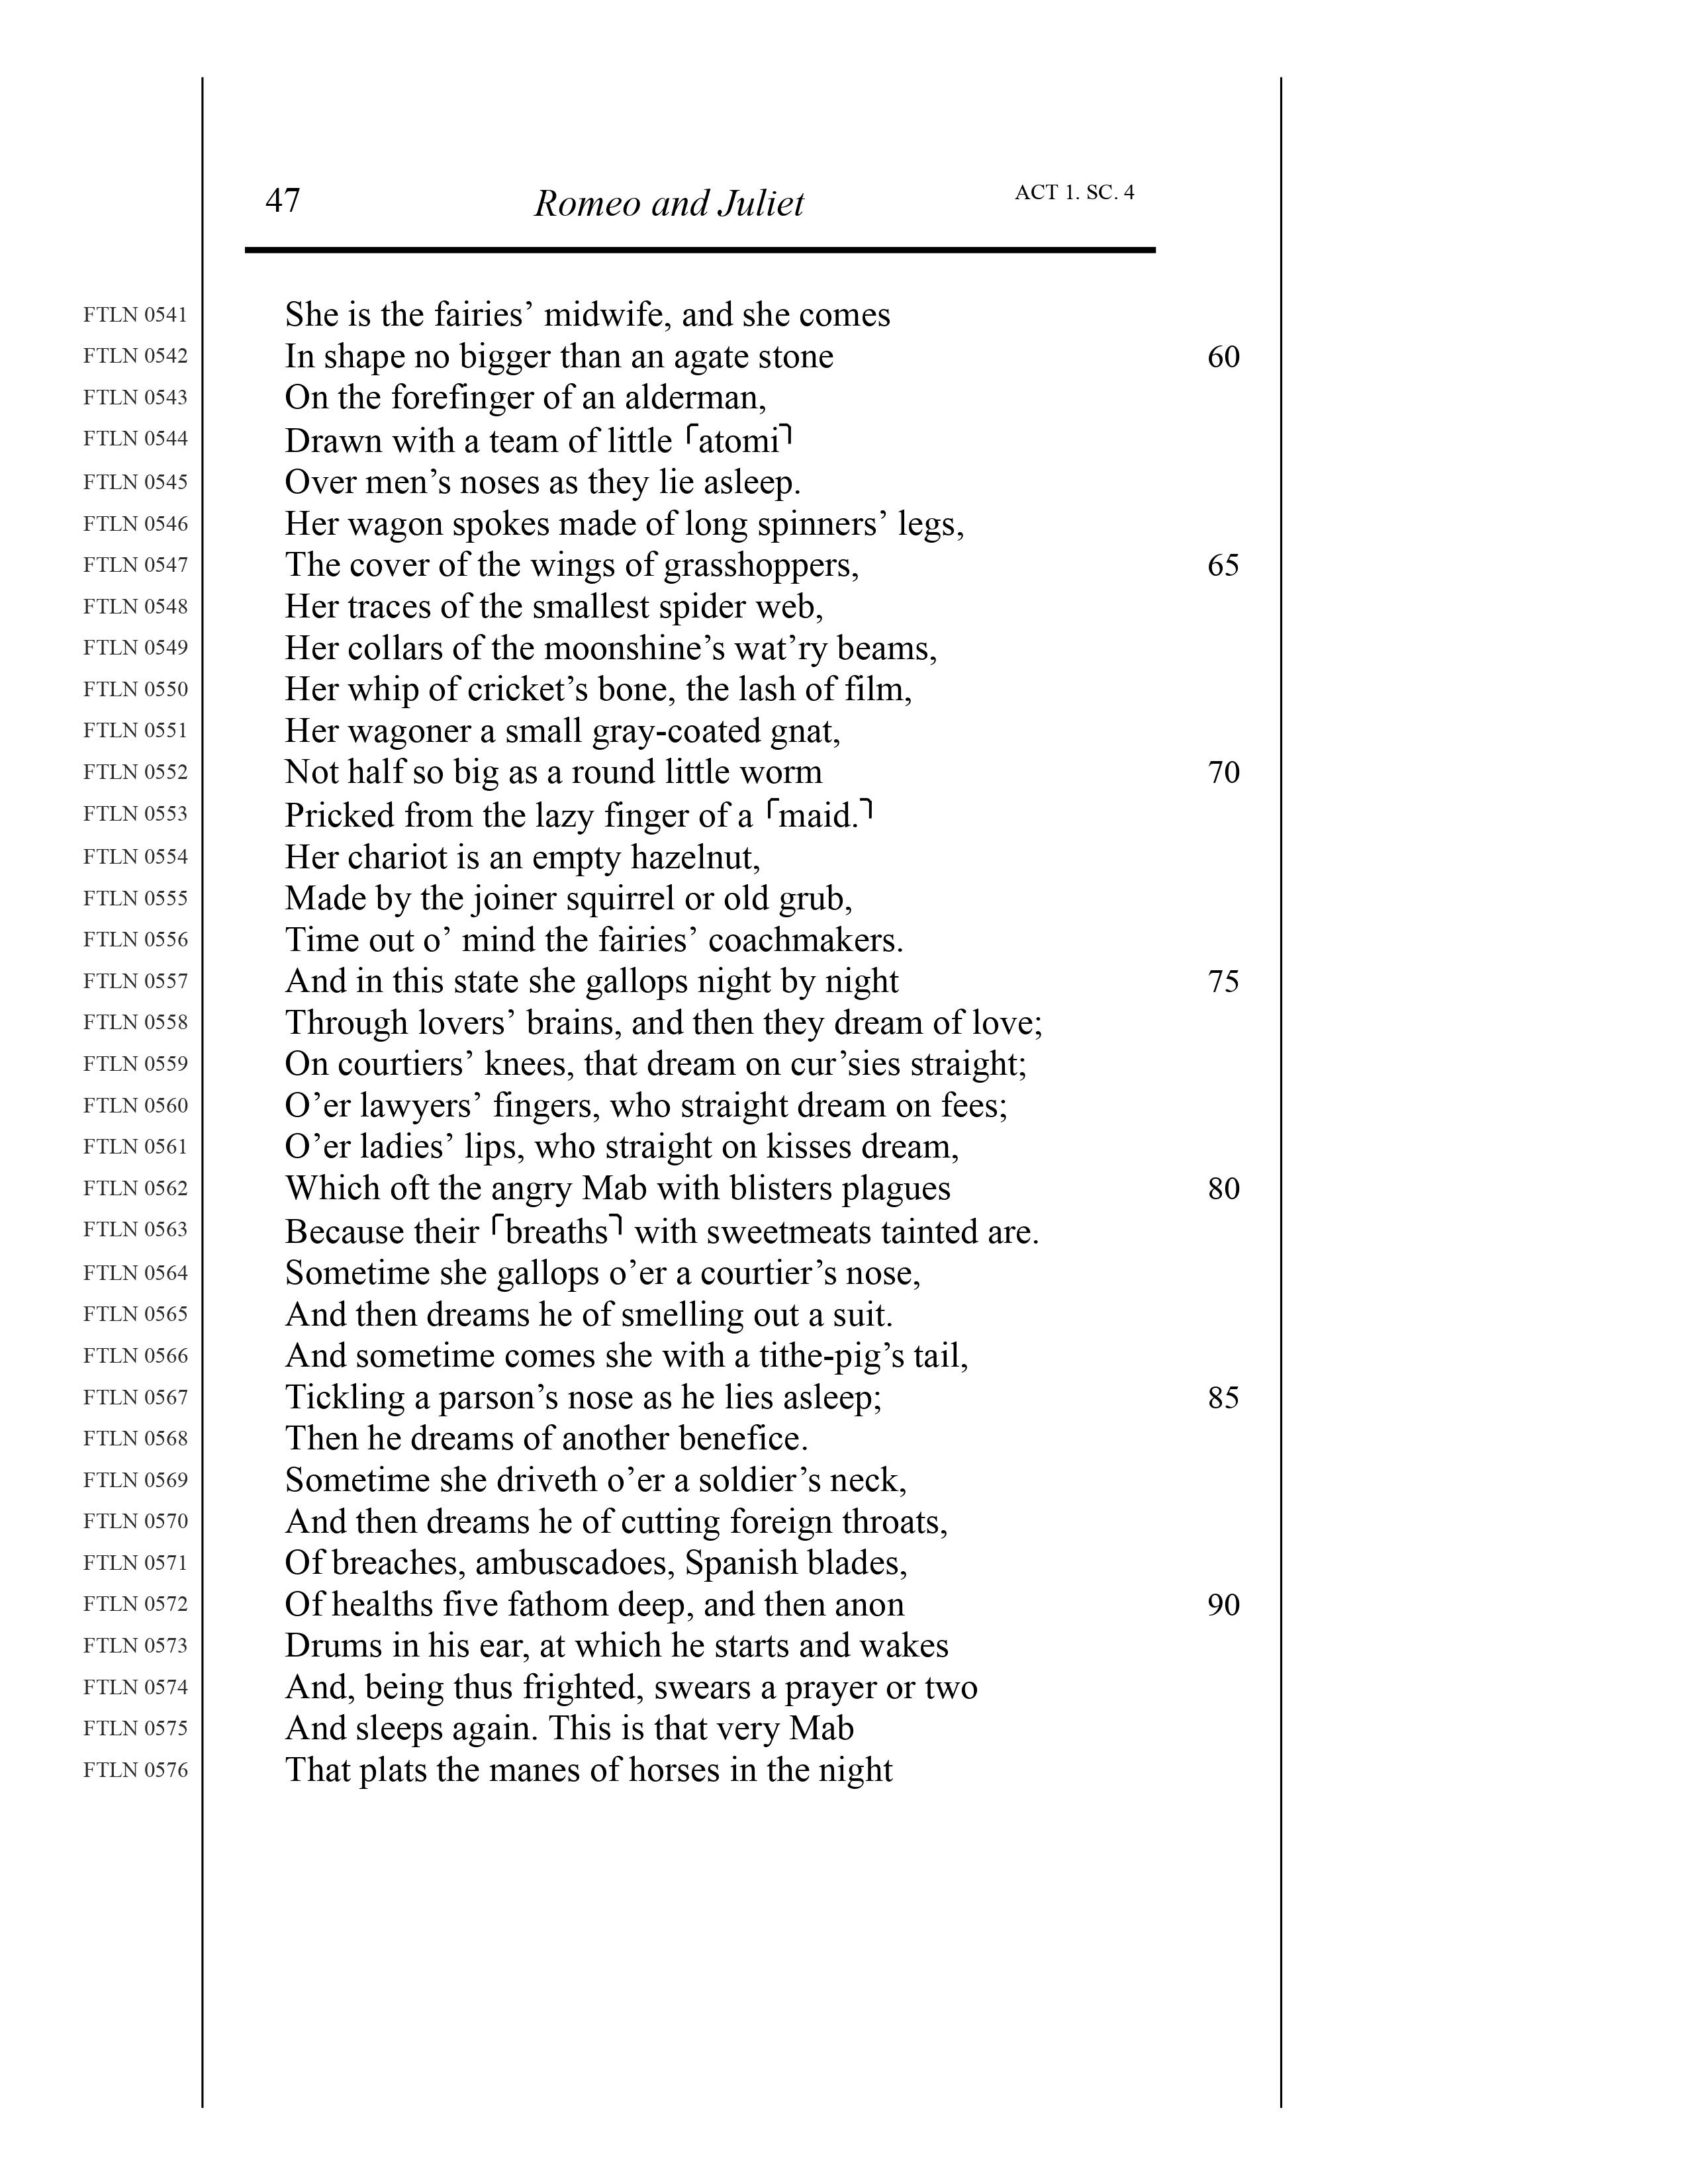 47 Romeo and Juliet ACT 1. SC. 4
FTLN 0541 She is the fairies’ midwife, and she comes
FTLN 0542 In shape no bigger than an agate stone 60
FTLN 0543 On the forefinger of an alderman,
FTLN 0544 Drawn with a team of little ⌜atomi⌝
FTLN 0545 Over men’s noses as they lie asleep.
FTLN 0546 Her wagon spokes made of long spinners’ legs,
FTLN 0547 The cover of the wings of grasshoppers, 65
FTLN 0548 Her traces of the smallest spider web,
FTLN 0549 Her collars of the moonshine’s wat’ry beams,
FTLN 0550 Her whip of cricket’s bone, the lash of film,
FTLN 0551 Her wagoner a small gray-coated gnat,
FTLN 0552 Not half so big as a round little worm 70
FTLN 0553 Pricked from the lazy finger of a ⌜maid.⌝
FTLN 0554 Her chariot is an empty hazelnut,
FTLN 0555 Made by the joiner squirrel or old grub,
FTLN 0556 Time out o’ mind the fairies’ coachmakers.
FTLN 0557 And in this state she gallops night by night 75
FTLN 0558 Through lovers’ brains, and then they dream of love;
FTLN 0559 On courtiers’ knees, that dream on cur’sies straight;
FTLN 0560 O’er lawyers’ fingers, who straight dream on fees;
FTLN 0561 O’er ladies’ lips, who straight on kisses dream,
FTLN 0562 Which oft the angry Mab with blisters plagues 80
FTLN 0563 Because their ⌜breaths⌝ with sweetmeats tainted are.
FTLN 0564 Sometime she gallops o’er a courtier’s nose,
FTLN 0565 And then dreams he of smelling out a suit.
FTLN 0566 And sometime comes she with a tithe-pig’s tail,
FTLN 0567 Tickling a parson’s nose as he lies asleep; 85
FTLN 0568 Then he dreams of another benefice.
FTLN 0569 Sometime she driveth o’er a soldier’s neck,
FTLN 0570 And then dreams he of cutting foreign throats,
FTLN 0571 Of breaches, ambuscadoes, Spanish blades,
FTLN 0572 Of healths five fathom deep, and then anon 90
FTLN 0573 Drums in his ear, at which he starts and wakes
FTLN 0574 And, being thus frighted, swears a prayer or two
FTLN 0575 And sleeps again. This is that very Mab
FTLN 0576 That plats the manes of horses in the night